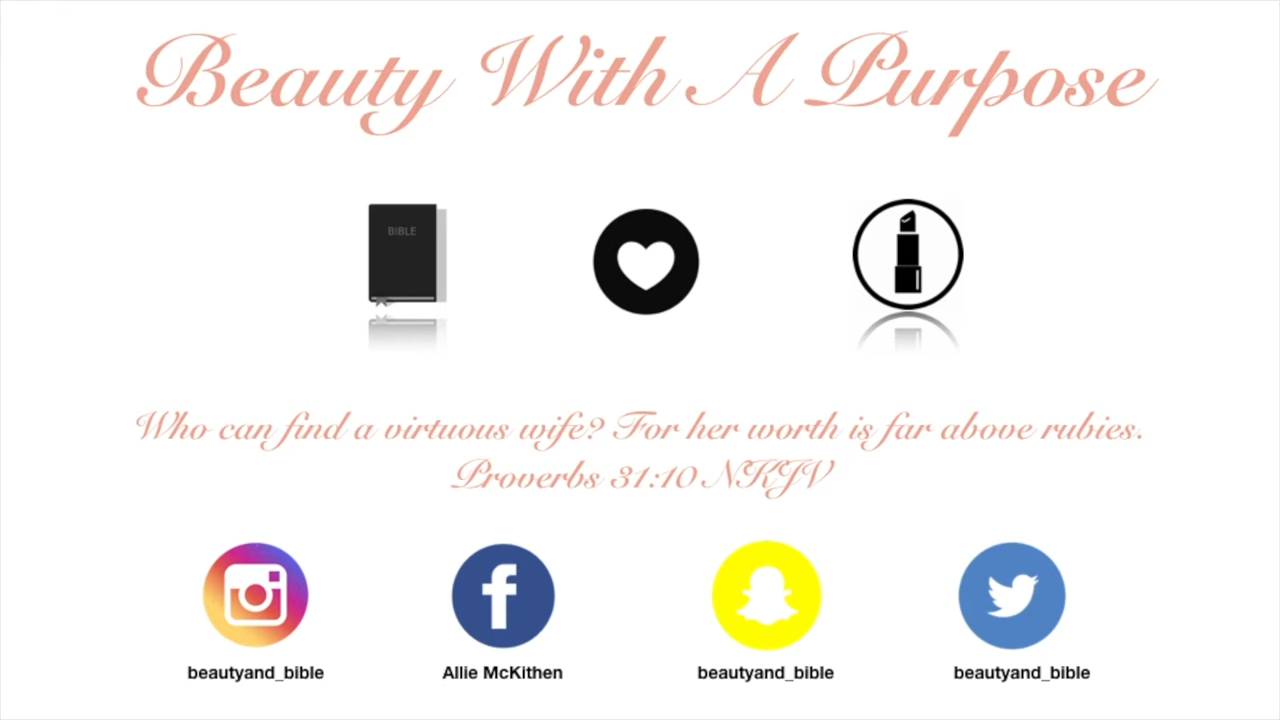 Beauty With A Purpose
BIBLE
Who can find a virtuous wife? For her worth is far above rubies.
Proverbs 31:10 NKJV
beautyand_bible
Allie McKithen
beautyand_bible
beautyand_bible